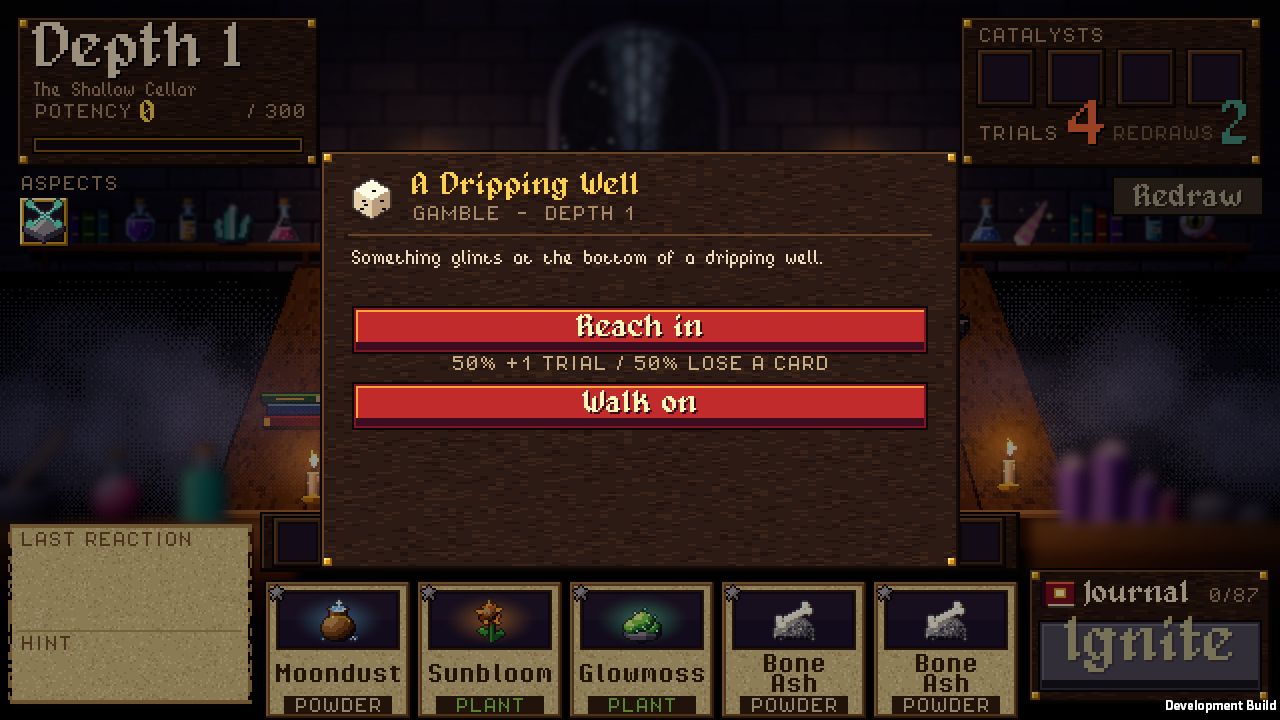 Depth 1
The Shallow Cellar
POTENCY 0 / 300
ASPECTS
CATALYSTS
TRIALS 4 REDRAWS 2
Redraw
A Dripping Well
GAMBLE - DEPTH 1
Something glints at the bottom of a dripping well.
Reach in
50% +1 TRIAL / 50% LOSE A CARD
Walk on
LAST REACTION
HINT
Moondust
POWDER
Sunbloom
PLANT
Glowmoss
PLANT
Bone
Ash
POWDER
Bone
Ash
POWDER
Journal 0/87
Ignite
Development Build